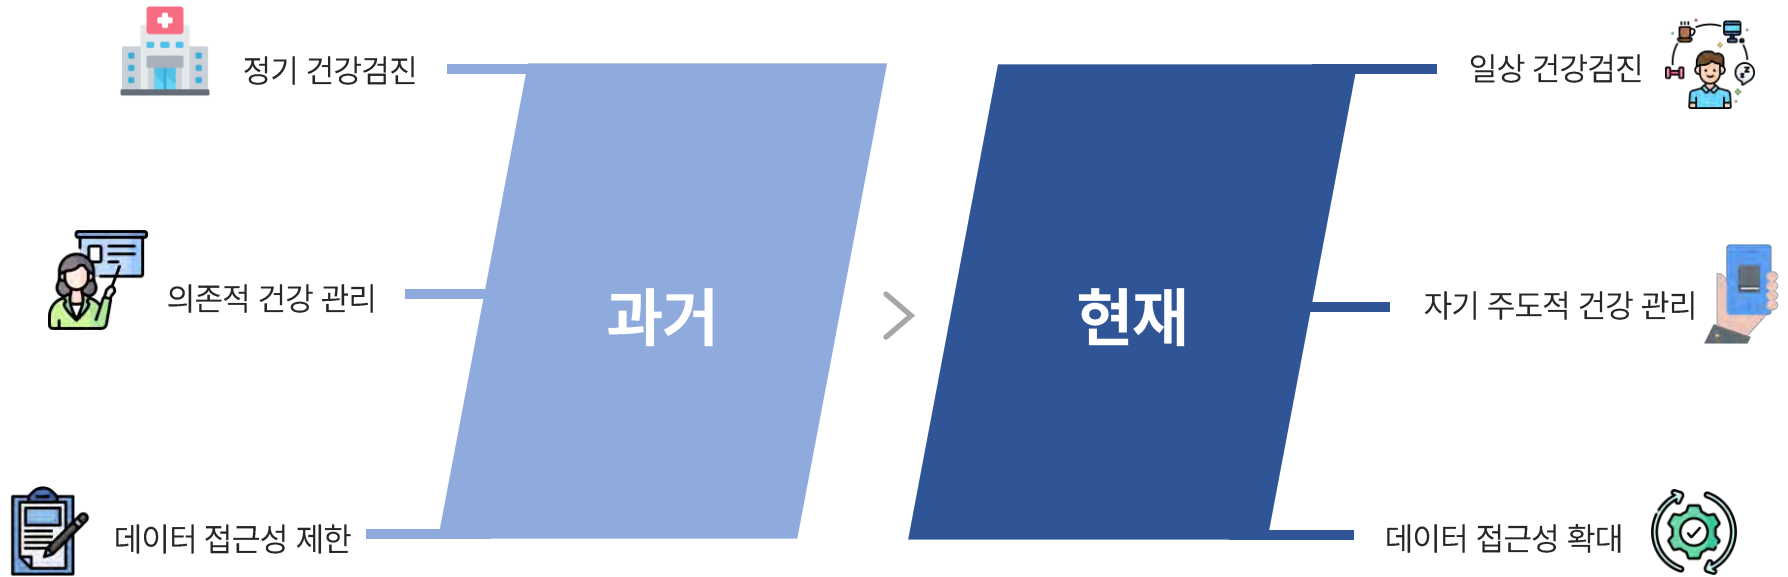 정기 건강검진
의존적 건강 관리
데이터 접근성 제한
과거
>
현재
일상 건강검진
자기 주도적 건강 관리
데이터 접근성 확대